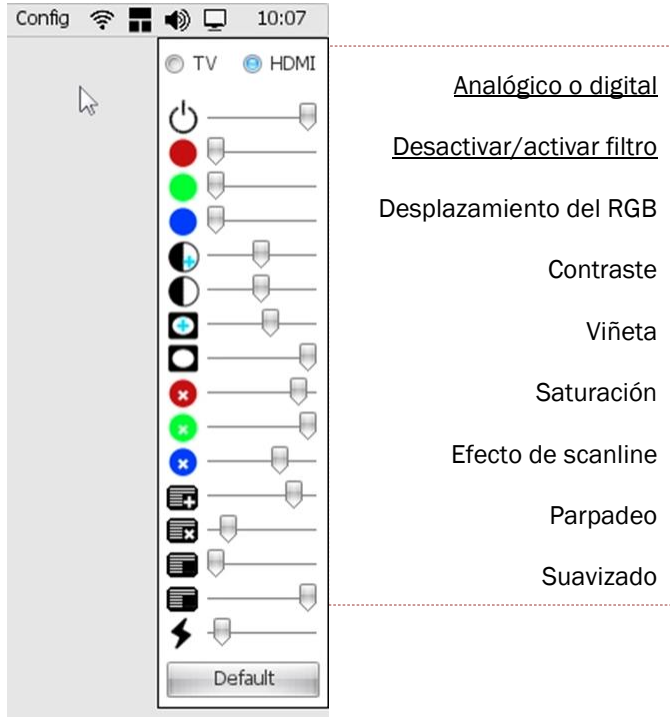 Config 10:07
TV HDMI
Analógico o digital
Desactivar/activar filtro
Desplazamiento del RGB
Contraste
Viñeta
Saturación
Efecto de scanline
Parpadeo
Suavizado
Default